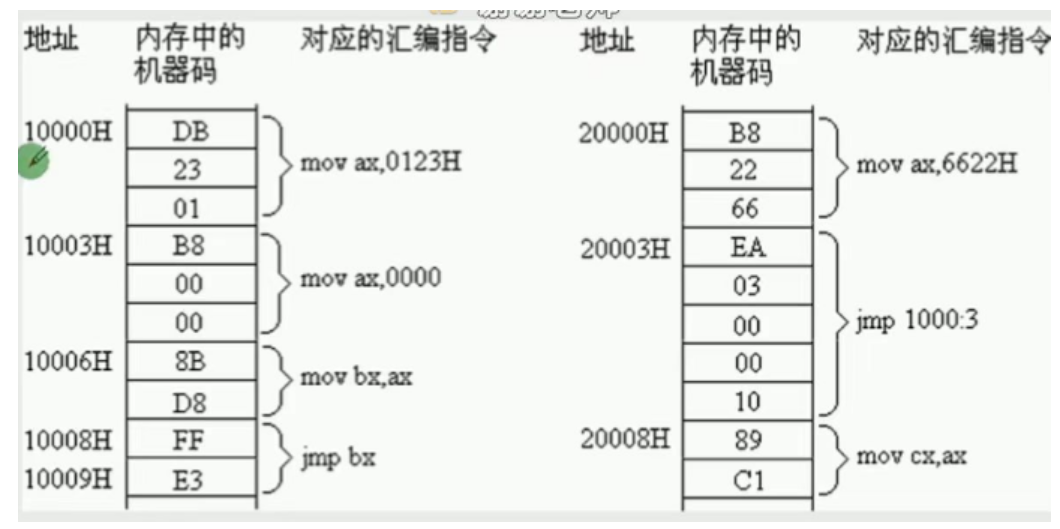 地址 内存中的机器码 对应的汇编指令 地址 内存中的机器码 对应的汇编指令
10000H DB mov ax,0123H 20000H B8 mov ax,6622H
23 22
01 66
10003H B8 mov ax,0000 20003H EA jmp 1000:3
00 03
00 00
10006H 8B mov bx,ax 00
D8 10
10008H FF jmp bx 20008H 89 mov cx,ax
10009H E3 C1